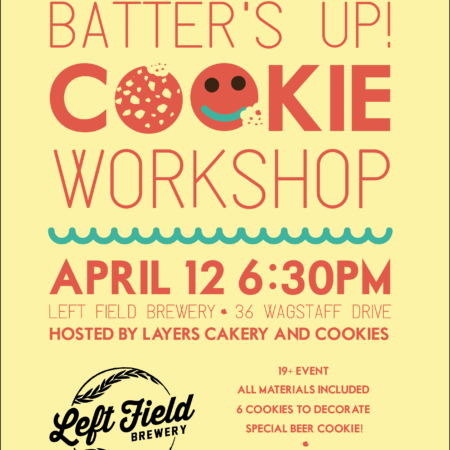 BATTER'S UP!
COOKIE
WORKSHOP
APRIL 12 6:30PM
LEFT FIELD BREWERY • 36 WAGSTAFF DRIVE
HOSTED BY LAYERS CAKERY AND COOKIES
Left Field
BREWERY
19+ EVENT
ALL MATERIALS INCLUDED
6 COOKIES TO DECORATE
SPECIAL BEER COOKIE!
•